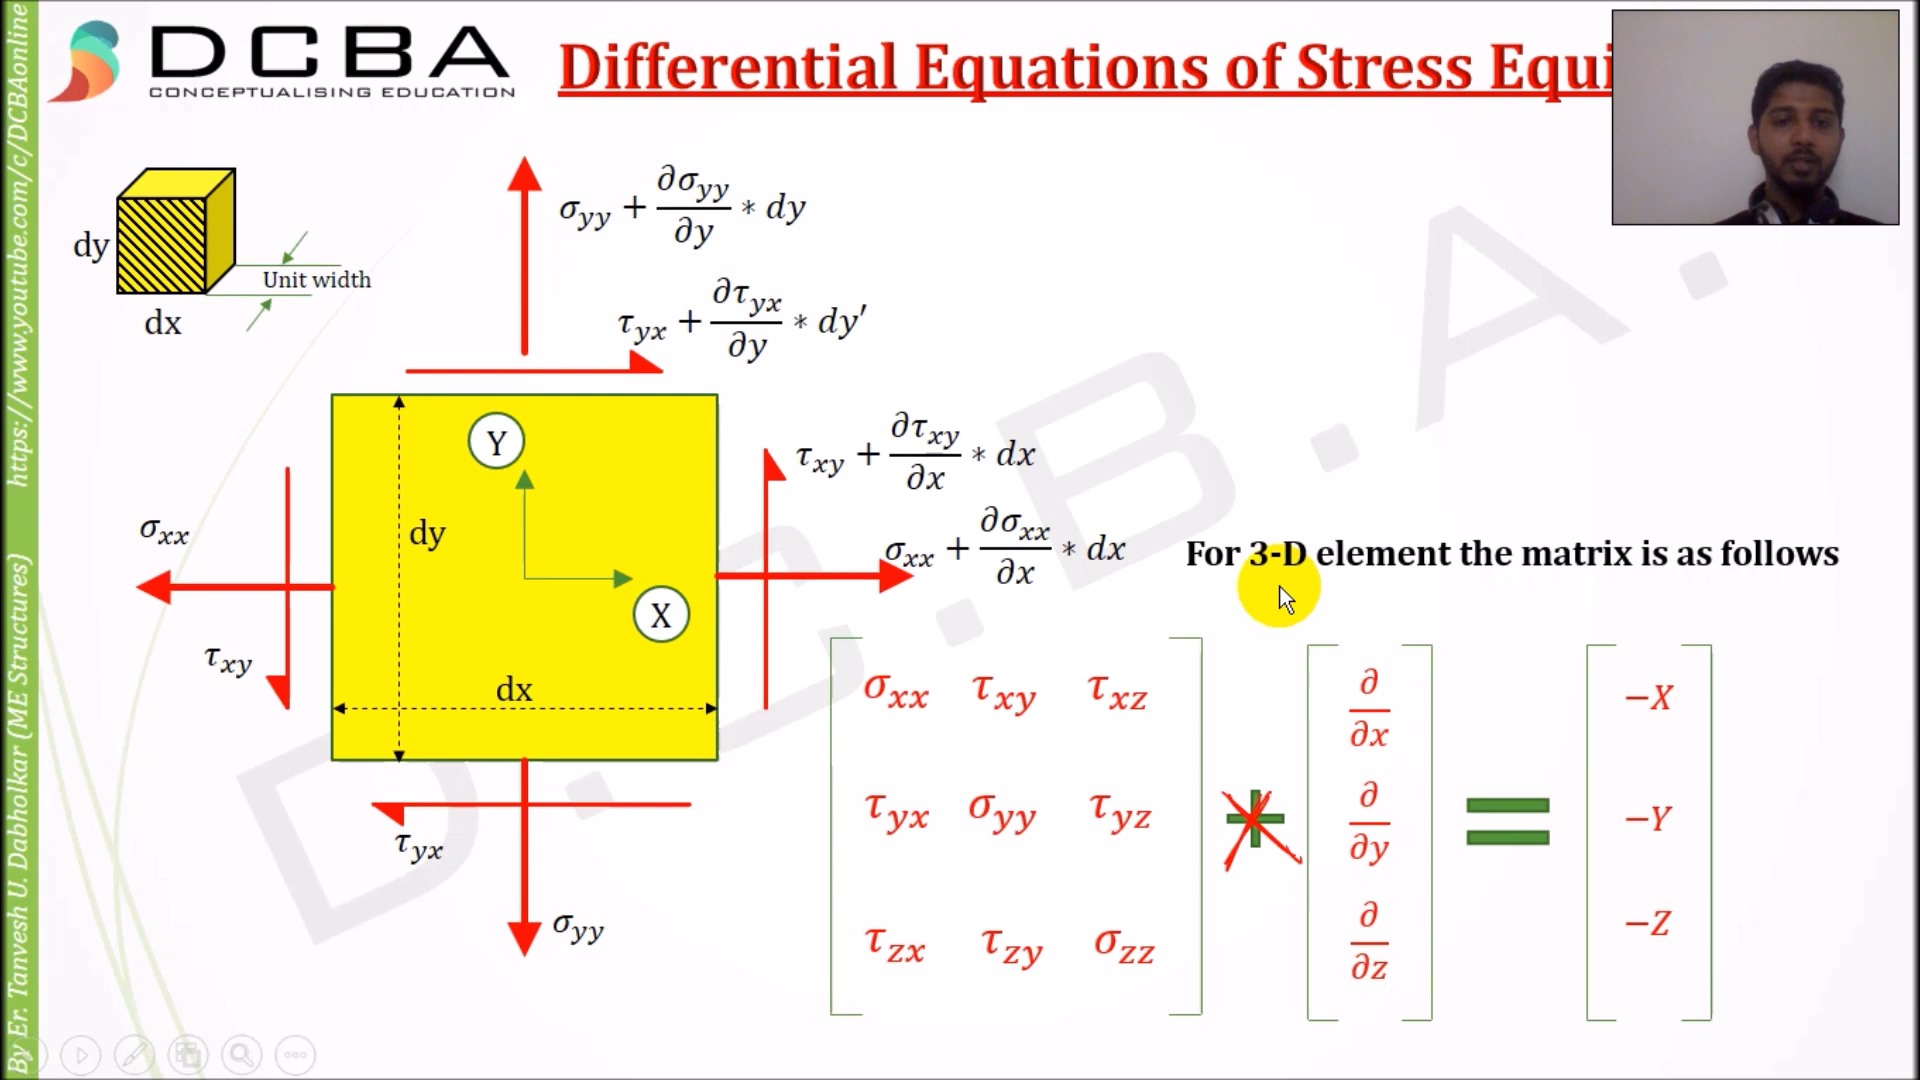 By Er. Tanvesh U. Dabholkar (ME Structures) https://www.youtube.com/c/DCBAonline
DCBA
CONCEPTUALISING EDUCATION
Differential Equations of Stress Equi
σyy + ∂σyy/∂y * dy
dy
Unit width
dx
τyx + ∂τyx/∂y * dy′
Y
τxy + ∂τxy/∂x * dx
σxx
dy
σxx + ∂σxx/∂x * dx
For 3-D element the matrix is as follows
X
τxy
dx
σxx τxy τxz ∂/∂x −X
τyx σyy τyz + ∂/∂y = −Y
τyx
τzx τzy σzz ∂/∂z −Z
σyy
D.C.B.A.